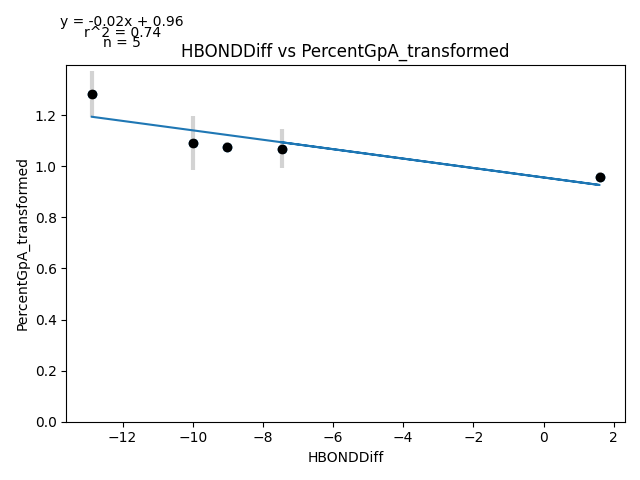 y = -0.02x + 0.96
r^2 = 0.74
n = 5
HBONDDiff vs PercentGpA_transformed
PercentGpA_transformed
1.2
1.0
0.8
0.6
0.4
0.2
0.0
−12 −10 −8 −6 −4 −2 0 2
HBONDDiff